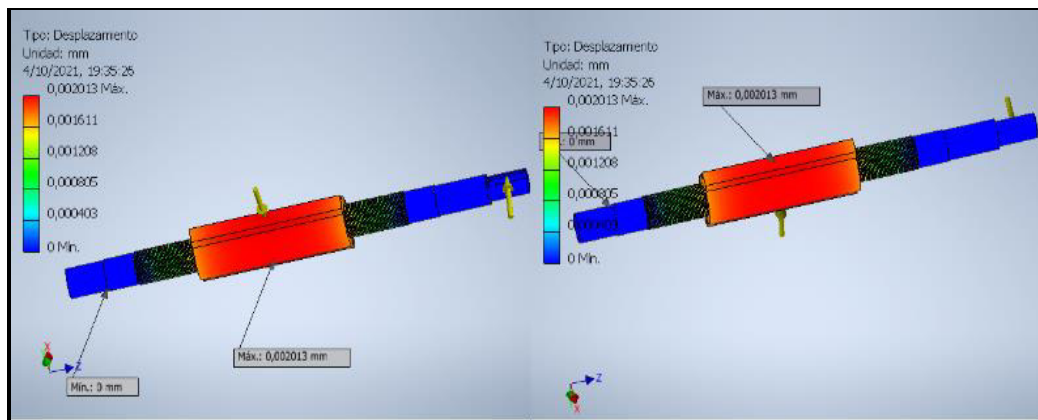 Tipo: Desplazamiento
Unidad: mm
4/10/2021, 19:35:26
0,002013 Máx.
0,001611
0,001208
0,000805
0,000403
0 Mín.
Máx.: 0,002013 mm
Mín.: 0 mm
X
Z
Tipo: Desplazamiento
Unidad: mm
4/10/2021, 19:35:26
0,002013 Máx.
Máx.: 0,002013 mm
0,001611
0 mm
0,001208
0,000805
0,000403
0 Mín.
Z
X